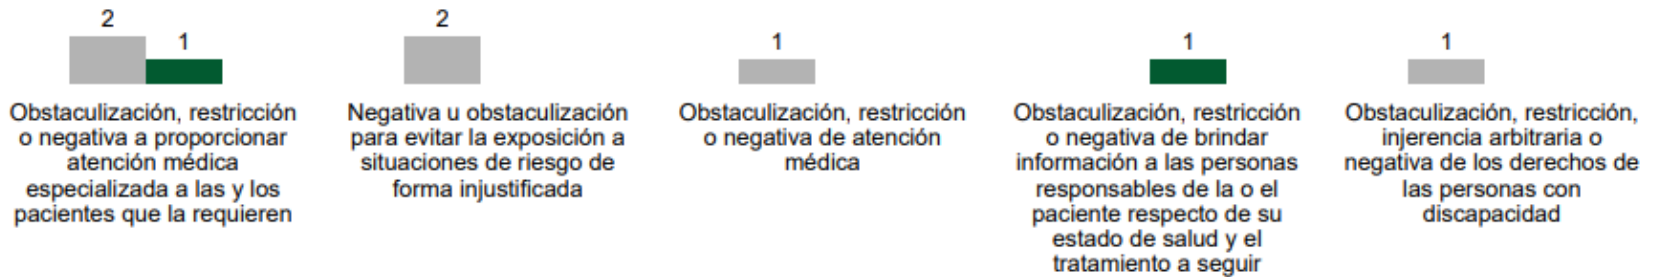 2
1
Obstaculización, restricción
o negativa a proporcionar
atención médica
especializada a las y los
pacientes que la requieren
2
Negativa u obstaculización
para evitar la exposición a
situaciones de riesgo de
forma injustificada
1
Obstaculización, restricción
o negativa de atención
médica
1
Obstaculización, restricción
o negativa de brindar
información a las personas
responsables de la o el
paciente respecto de su
estado de salud y el
tratamiento a seguir
1
Obstaculización, restricción,
injerencia arbitraria o
negativa de los derechos de
las personas con
discapacidad